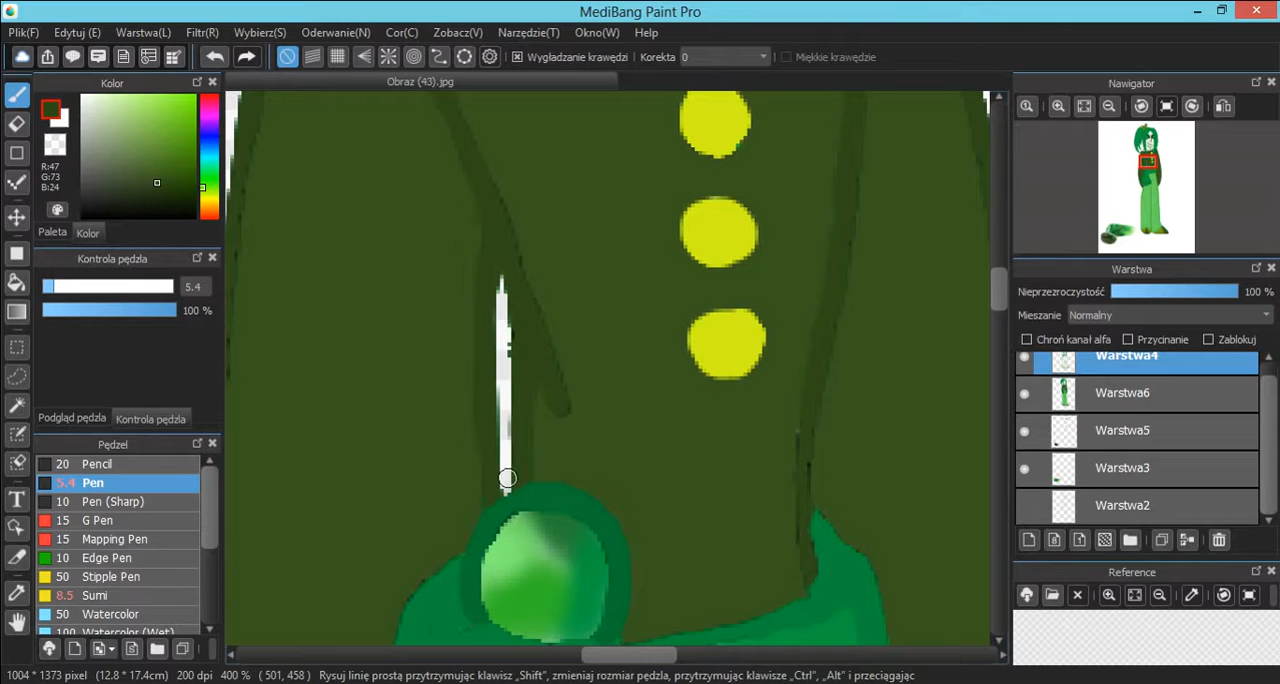 MediBang Paint Pro
Plik(F) Edytuj (E) Warstwa(L) Filtr(R) Wybierz(S) Oderwanie(N) Cor(C) Zobacz(V) Narzędzie(T) Okno(W) Help
Wygładzanie krawędzi Korekta 0 Miękkie krawędzie
Kolor
Obraz (43).jpg
Nawigator
R:47
G:73
B:24
Paleta Kolor
Kontrola pędzla
5.4
100 %
Podgląd pędzla Kontrola pędzla
Pędzel
20 Pencil
5.4 Pen
10 Pen (Sharp)
15 G Pen
15 Mapping Pen
10 Edge Pen
50 Stipple Pen
8.5 Sumi
50 Watercolor
100 Watercolor (Wet)
Warstwa
Nieprzezroczystość 100 %
Mieszanie Normalny
Chroń kanał alfa Przycinanie Zablokuj
Warstwa4
Warstwa6
Warstwa5
Warstwa3
Warstwa2
Reference
1004 * 1373 pixel (12.8 * 17.4cm) 200 dpi 400 % ( 501, 458 ) Rysuj linię prostą przytrzymując klawisz „Shift”, zmieniaj rozmiar pędzla, przytrzymując klawisze „Ctrl”, „Alt” i przeciągając